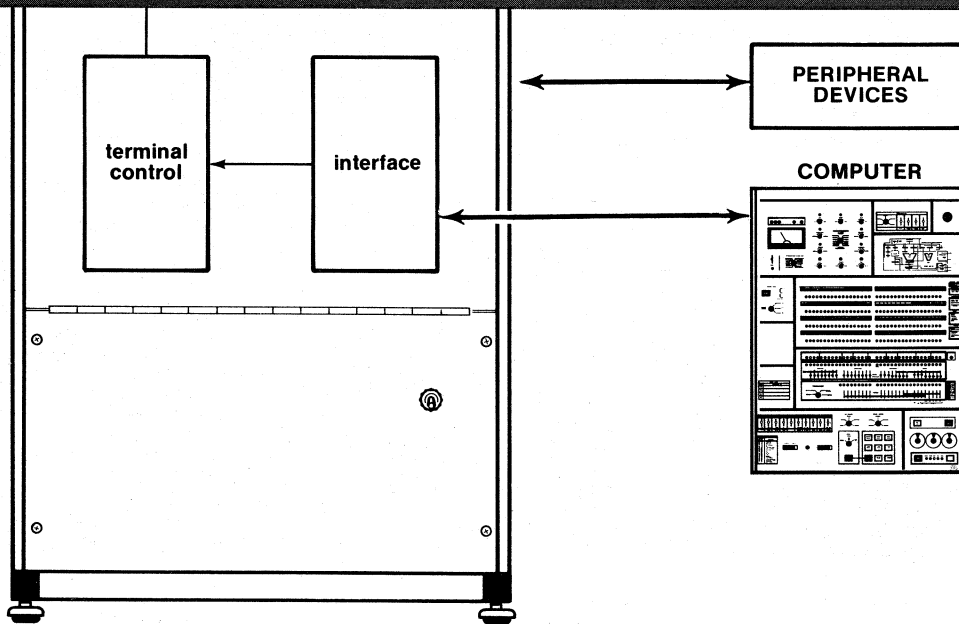 PERIPHERAL
DEVICES
terminal
control
interface
COMPUTER